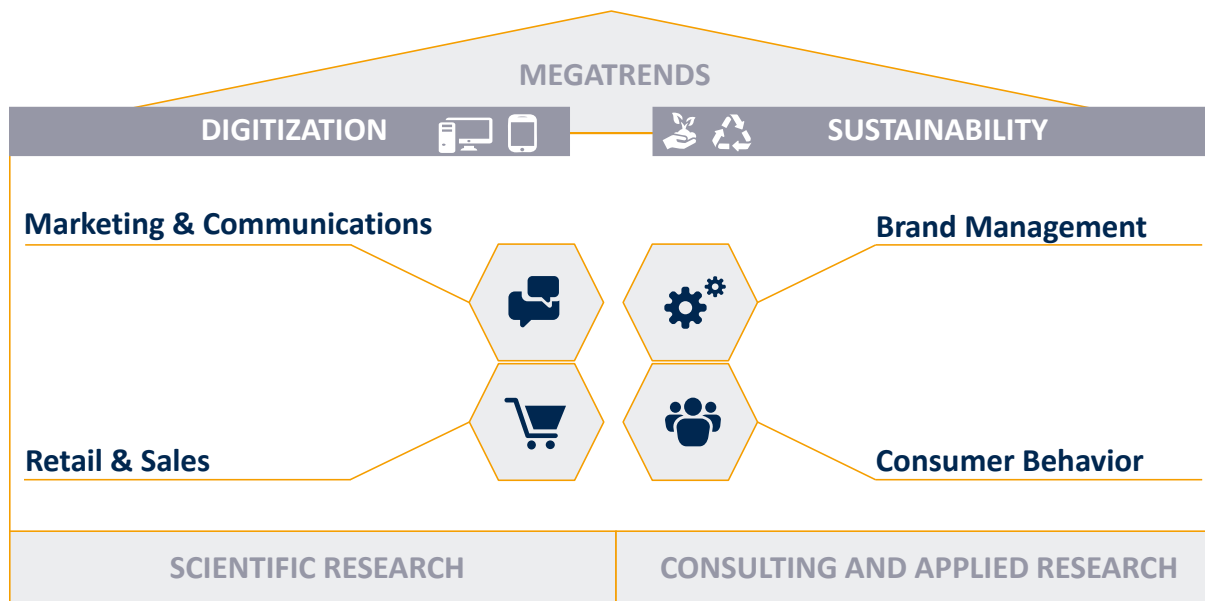 MEGATRENDS
DIGITIZATION
SUSTAINABILITY
Marketing & Communications
Brand Management
Retail & Sales
Consumer Behavior
SCIENTIFIC RESEARCH
CONSULTING AND APPLIED RESEARCH